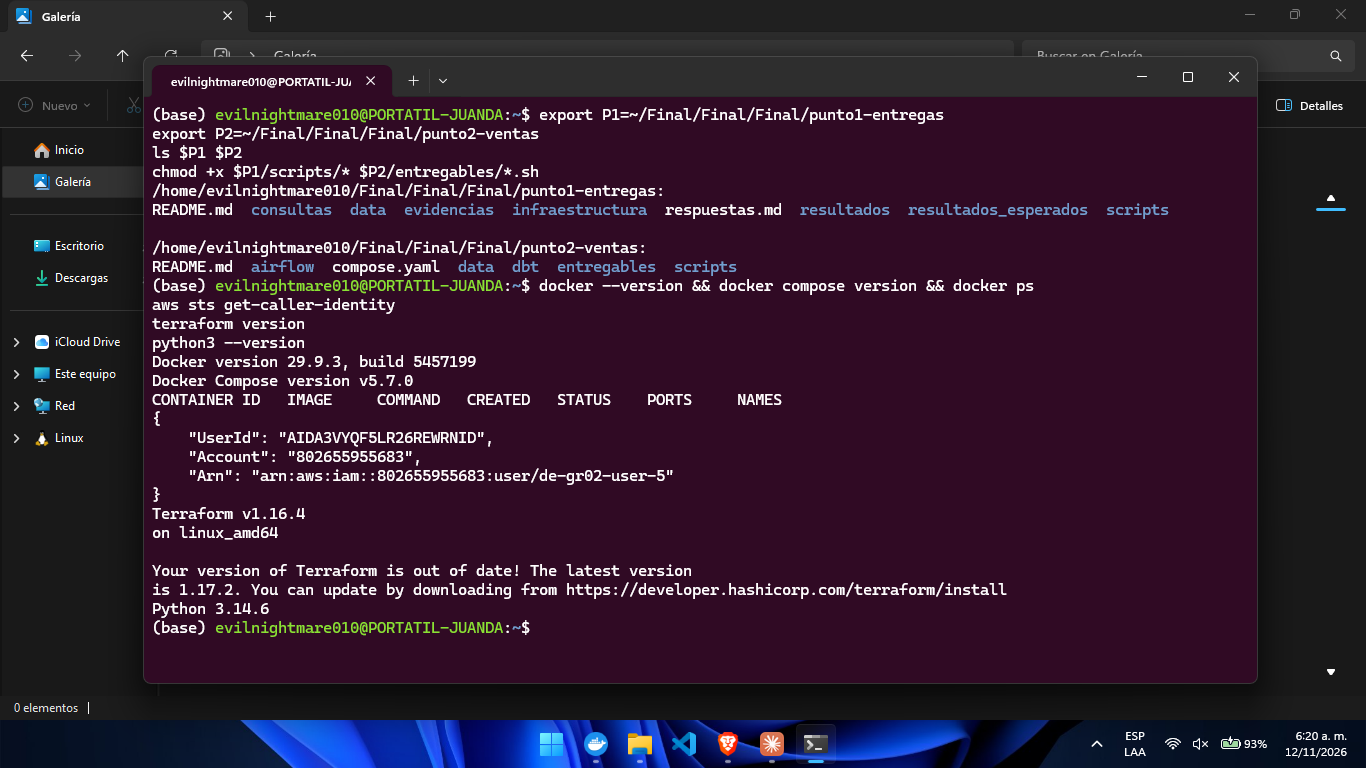 Galería
Galería
Buscar en Galería
Nuevo
Detalles
Inicio
Galería
Escritorio
Descargas
iCloud Drive
Este equipo
Red
Linux
evilnightmare010@PORTATIL-JUA
(base) evilnightmare010@PORTATIL-JUANDA:~$ export P1=~/Final/Final/Final/punto1-entregas
export P2=~/Final/Final/Final/punto2-ventas
ls $P1 $P2
chmod +x $P1/scripts/* $P2/entregables/*.sh
/home/evilnightmare010/Final/Final/Final/punto1-entregas:
README.md  consultas  data  evidencias  infraestructura  respuestas.md  resultados  resultados_esperados  scripts
/home/evilnightmare010/Final/Final/Final/punto2-ventas:
README.md  airflow  compose.yaml  data  dbt  entregables  scripts
(base) evilnightmare010@PORTATIL-JUANDA:~$ docker --version && docker compose version && docker ps
aws sts get-caller-identity
terraform version
python3 --version
Docker version 29.9.3, build 5457199
Docker Compose version v5.7.0
CONTAINER ID   IMAGE     COMMAND   CREATED   STATUS    PORTS     NAMES
{
    "UserId": "AIDA3VYQF5LR26REWRNID",
    "Account": "802655955683",
    "Arn": "arn:aws:iam::802655955683:user/de-gr02-user-5"
}
Terraform v1.16.4
on linux_amd64
Your version of Terraform is out of date! The latest version
is 1.17.2. You can update by downloading from https://developer.hashicorp.com/terraform/install
Python 3.14.6
(base) evilnightmare010@PORTATIL-JUANDA:~$
0 elementos
ESP
LAA
93%
6:20 a. m.
12/11/2026